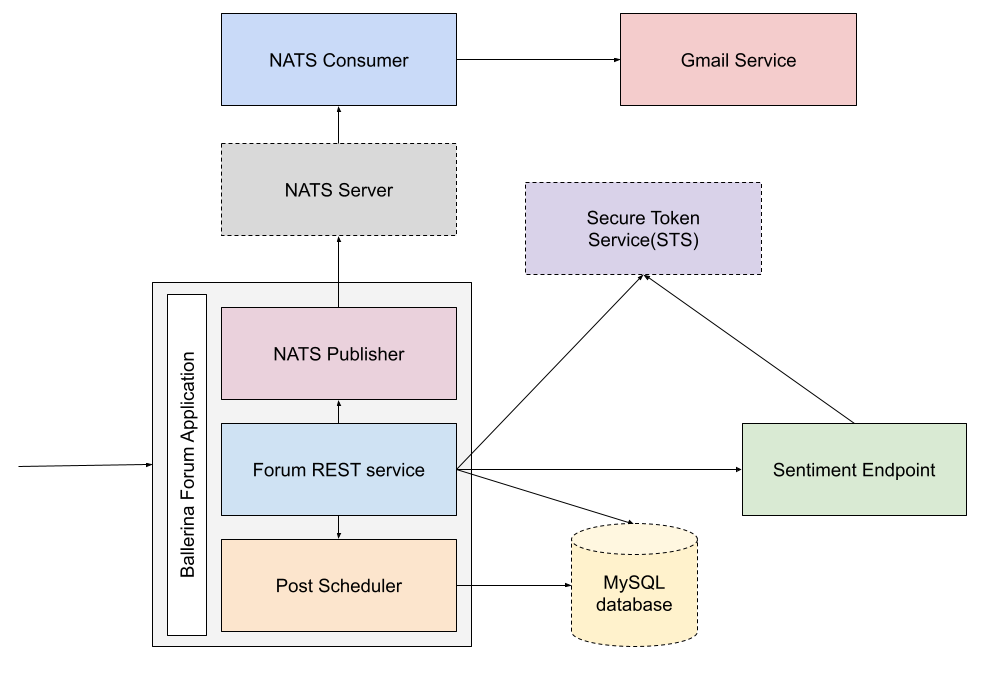 NATS Consumer
Gmail Service
NATS Server
Secure Token
Service(STS)
Ballerina Forum Application
NATS Publisher
Forum REST service
Sentiment Endpoint
Post Scheduler
MySQL
database